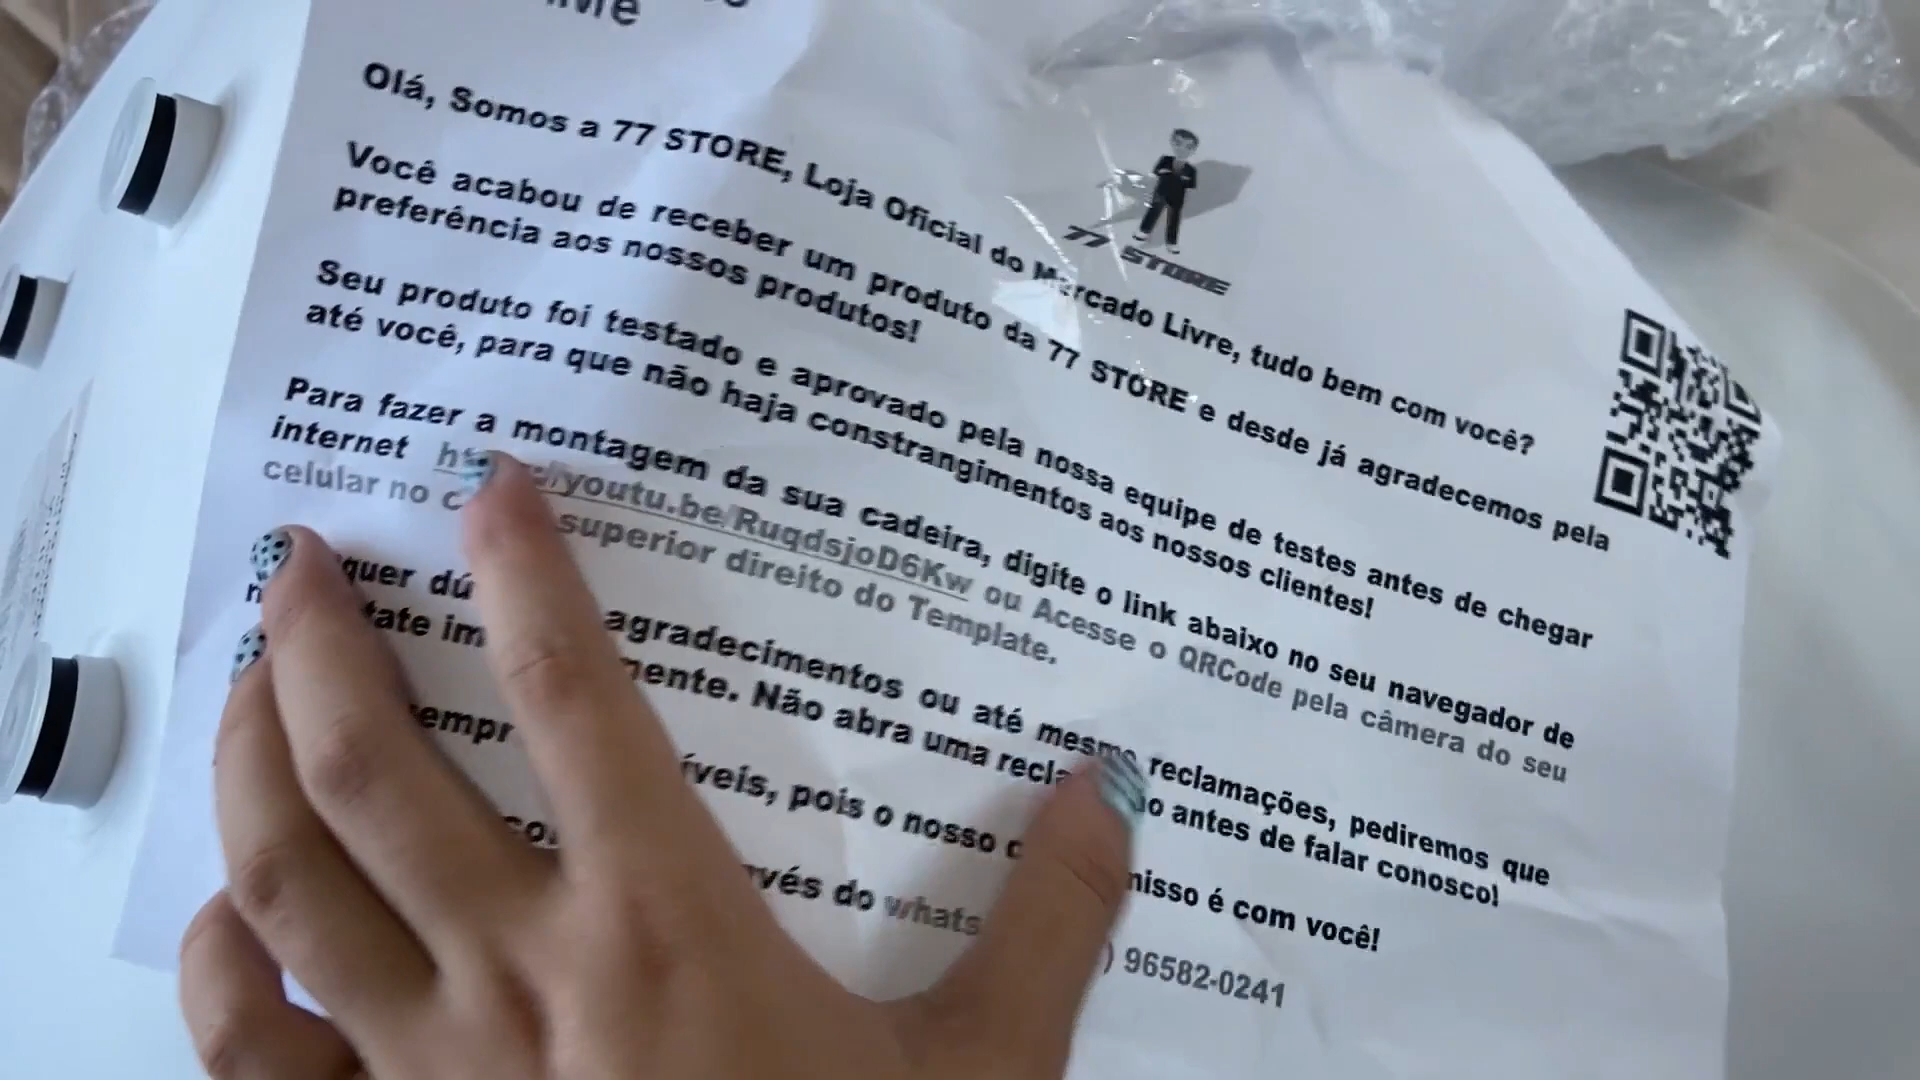 Olá, Somos a 77 STORE, Loja Oficial do Mercado Livre, tudo bem com você?
Você acabou de receber um produto da 77 STORE e desde já agradecemos pela
preferência aos nossos produtos!
Seu produto foi testado e aprovado pela nossa equipe de testes antes de chegar
até você, para que não haja constrangimentos aos nossos clientes!
Para fazer a montagem da sua cadeira, digite o link abaixo no seu navegador de
internet youtu.be/RuqdsjoD6Kw ou Acesse o QRCode pela câmera do seu
celular no superior direito do Template.
quer agradecimentos ou até mesmo reclamações, pediremos que
mente. Não abra uma antes de falar conosco!
íveis, pois o nosso misso é com você!
vés do whats ) 96582-0241
77 STORE